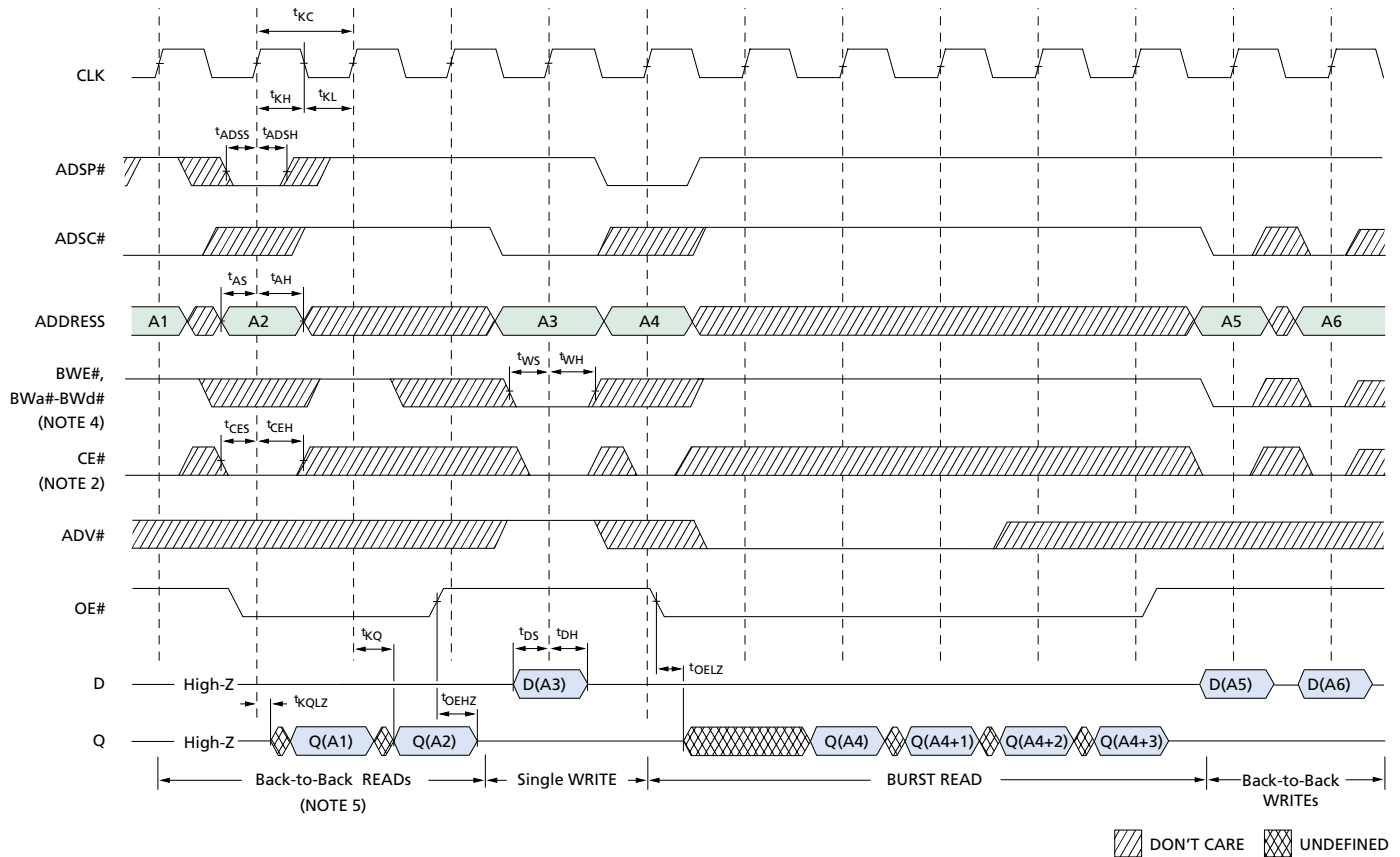 tKC
CLK
tKH
tKL
tADSS
tADSH
ADSP#
ADSC#
tAS
tAH
ADDRESS
A1
A2
A3
A4
A5
A6
BWE#,
BWa#-BWd#
(NOTE 4)
tWS
tWH
tCES
tCEH
CE#
(NOTE 2)
ADV#
OE#
tKQ
tDS
tDH
tOELZ
D
High-Z
D(A3)
D(A5)
D(A6)
tKQLZ
tOEHZ
Q
High-Z
Q(A1)
Q(A2)
Q(A4)
Q(A4+1)
Q(A4+2)
Q(A4+3)
Back-to-Back READs
(NOTE 5)
Single WRITE
BURST READ
Back-to-Back
WRITEs
DON'T CARE
UNDEFINED